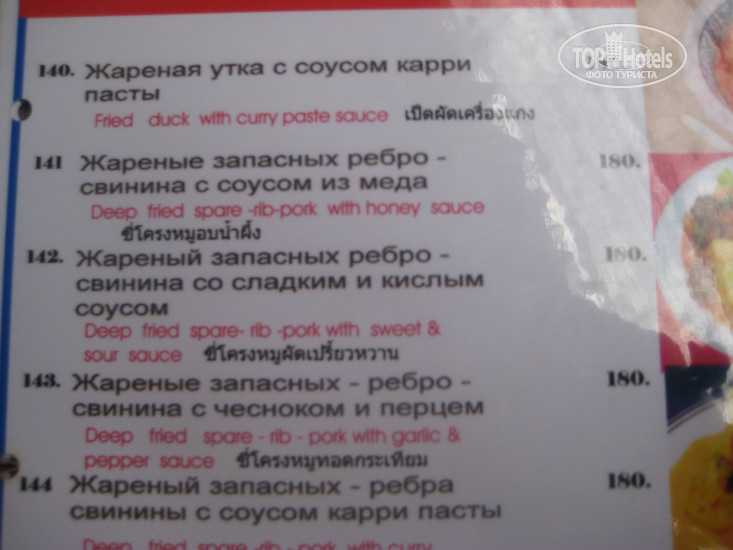 TOP Hotels
ФОТО ТУРИСТА
140. Жареная утка с соусом карри
пасты
Fried duck with curry paste sauce เป็ดผัดเครื่องแกง
141 Жареные запасных ребро - 180.
свинина с соусом из меда
Deep fried spare -rib-pork with honey sauce
ซี่โครงหมูอบน้ำผึ้ง
142. Жареный запасных ребро - 180.
свинина со сладким и кислым
соусом
Deep fried spare- rib -pork with sweet &
sour sauce ซี่โครงหมูผัดเปรี้ยวหวาน
143. Жареные запасных - ребро - 180.
свинина с чесноком и перцем
Deep fried spare - rib - pork with garlic &
pepper sauce ซี่โครงหมูทอดกระเทียม
144 Жареный запасных - ребра 180.
свинины с соусом карри пасты
Deep fried spare -rib - pork with curry